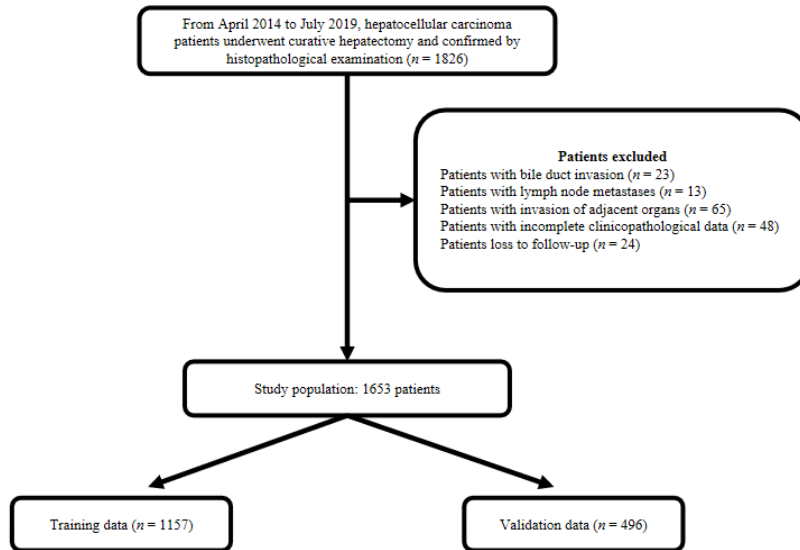 From April 2014 to July 2019, hepatocellular carcinoma
patients underwent curative hepatectomy and confirmed by
histopathological examination (n = 1826)
Patients excluded
Patients with bile duct invasion (n = 23)
Patients with lymph node metastases (n = 13)
Patients with invasion of adjacent organs (n = 65)
Patients with incomplete clinicopathological data (n = 48)
Patients loss to follow-up (n = 24)
Study population: 1653 patients
Training data (n = 1157)
Validation data (n = 496)